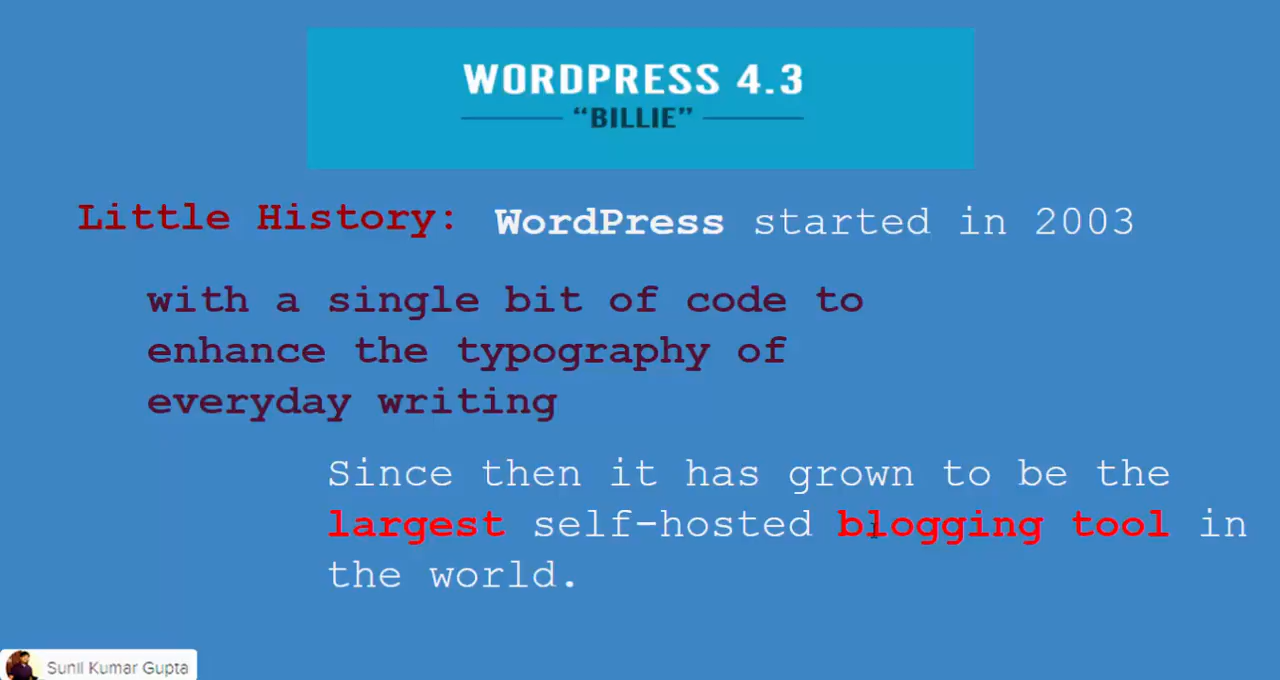 WORDPRESS 4.3
“BILLIE”
Little History: WordPress started in 2003
with a single bit of code to
enhance the typography of
everyday writing
Since then it has grown to be the
largest self-hosted blogging tool in
the world.
Sunil Kumar Gupta